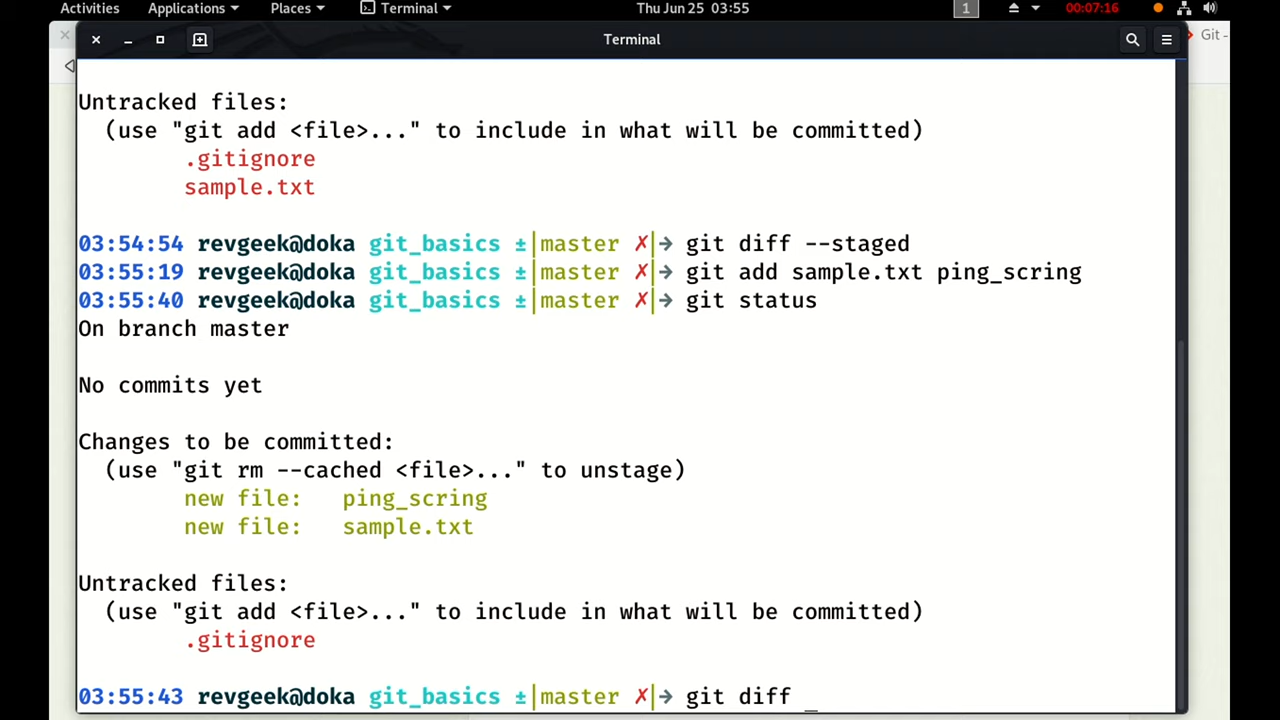 Activities Applications Places Terminal Thu Jun 25 03:55 1 00:07:16
Terminal
Git -
Untracked files:
(use "git add <file>..." to include in what will be committed)
.gitignore
sample.txt
03:54:54 revgeek@doka git_basics ±|master ✗|→ git diff --staged
03:55:19 revgeek@doka git_basics ±|master ✗|→ git add sample.txt ping_scring
03:55:40 revgeek@doka git_basics ±|master ✗|→ git status
On branch master
No commits yet
Changes to be committed:
(use "git rm --cached <file>..." to unstage)
new file: ping_scring
new file: sample.txt
Untracked files:
(use "git add <file>..." to include in what will be committed)
.gitignore
03:55:43 revgeek@doka git_basics ±|master ✗|→ git diff _